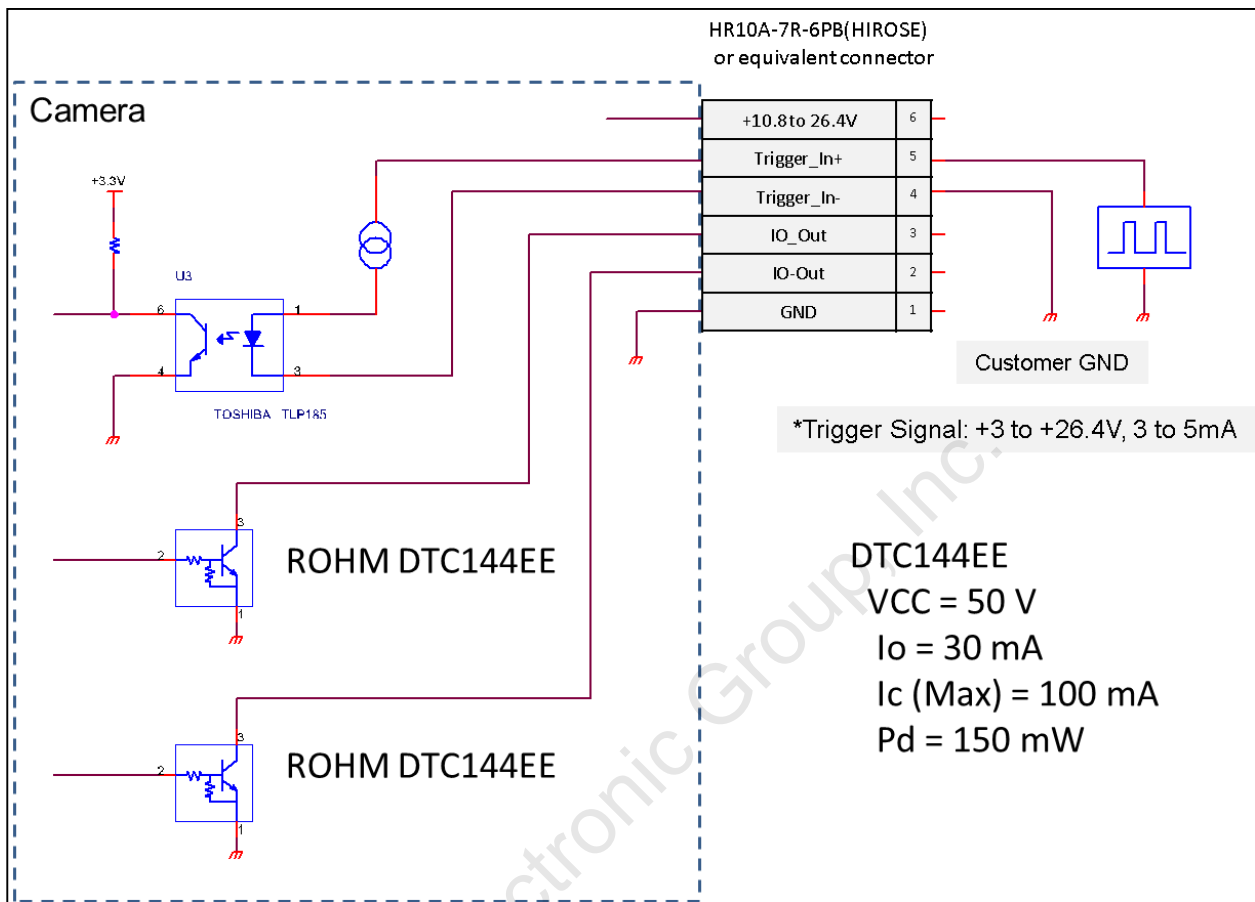 HR10A-7R-6PB(HIROSE)
or equivalent connector
Camera
+10.8 to 26.4V 6
Trigger_In+ 5
Trigger_In- 4
IO_Out 3
IO-Out 2
GND 1
+3.3V
U3
6
1
4
3
TOSHIBA TLP185
Customer GND
*Trigger Signal: +3 to +26.4V, 3 to 5mA
3
2
ROHM DTC144EE
1
3
2
ROHM DTC144EE
1
DTC144EE
VCC = 50 V
Io = 30 mA
Ic (Max) = 100 mA
Pd = 150 mW
ctronic Group, Inc.